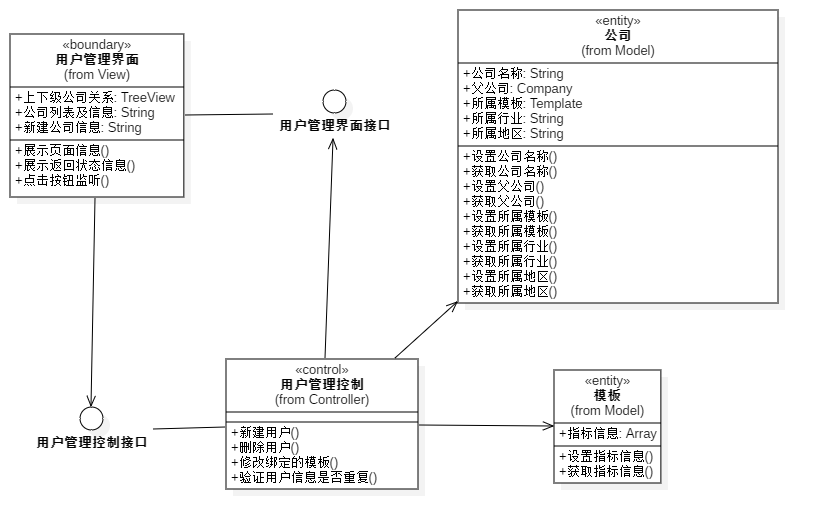 «boundary»
用户管理界面
(from View)
+上下级公司关系: TreeView
+公司列表及信息: String
+新建公司信息: String
+展示页面信息()
+展示返回状态信息()
+点击按钮监听()
用户管理界面接口
«entity»
公司
(from Model)
+公司名称: String
+父公司: Company
+所属模板: Template
+所属行业: String
+所属地区: String
+设置公司名称()
+获取公司名称()
+设置父公司()
+获取父公司()
+设置所属模板()
+获取所属模板()
+设置所属行业()
+获取所属行业()
+设置所属地区()
+获取所属地区()
用户管理控制接口
«control»
用户管理控制
(from Controller)
+新建用户()
+删除用户()
+修改绑定的模板()
+验证用户信息是否重复()
«entity»
模板
(from Model)
+指标信息: Array
+设置指标信息()
+获取指标信息()